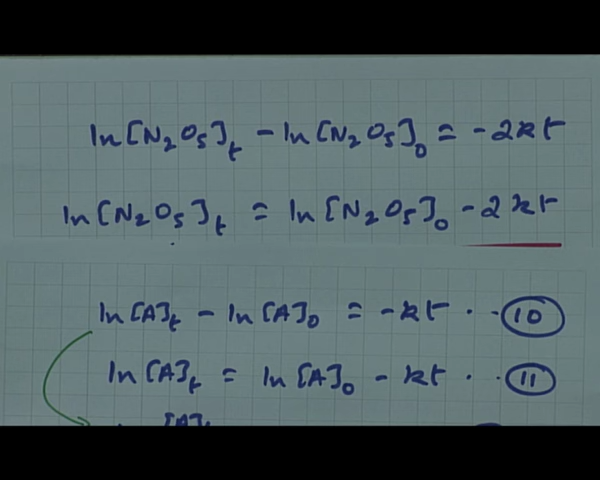 ln[N₂O₅]ₜ - ln[N₂O₅]₀ = -2kt
ln[N₂O₅]ₜ = ln[N₂O₅]₀ - 2kt
ln[A]ₜ - ln[A]₀ = -kt · · 10
ln[A]ₜ = ln[A]₀ - kt · · 11
[A]